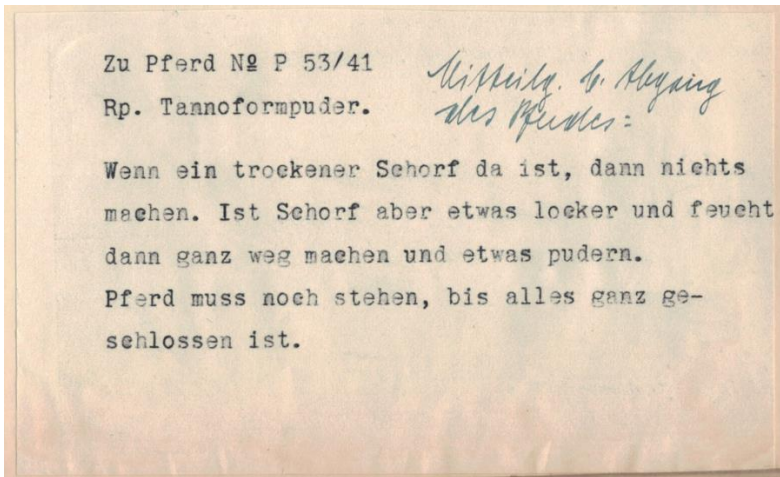 Zu Pferd № P 53/41
Mitteilg. b. Abgang
des Pferdes:
Rp. Tannoformpuder.
Wenn ein trockener Schorf da ist, dann nichts
machen. Ist Schorf aber etwas locker und feucht
dann ganz weg machen und etwas pudern.
Pferd muss noch stehen, bis alles ganz ge-
schlossen ist.